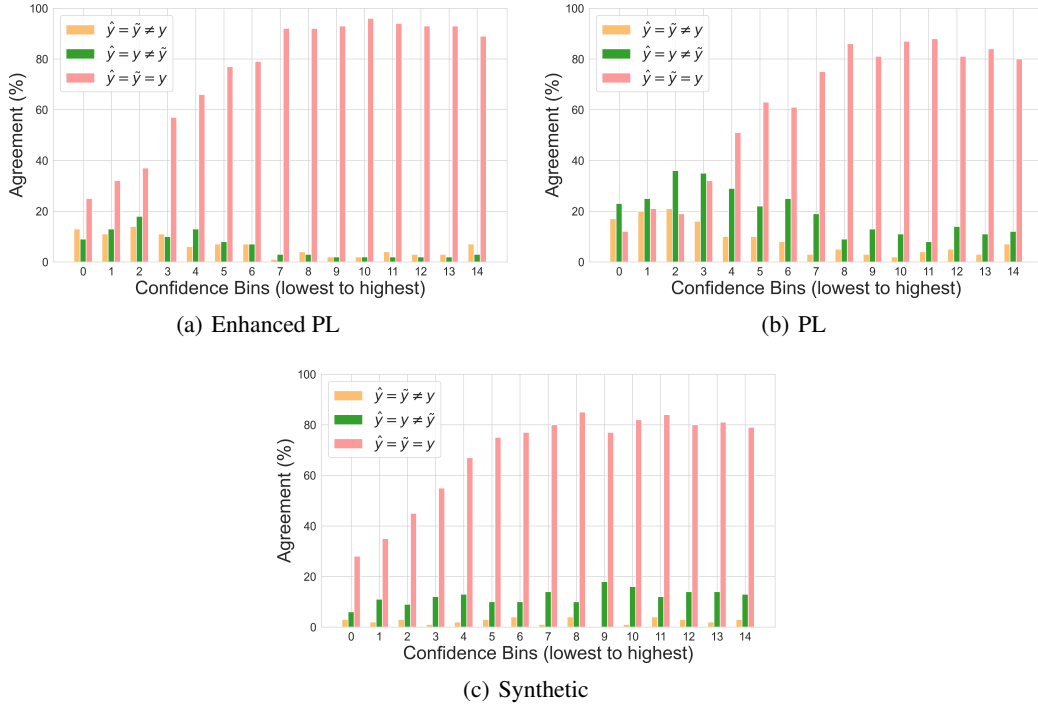 100
80
60
40
20
0
Agreement (%)
ŷ = ỹ ≠ y
ŷ = y ≠ ỹ
ŷ = ỹ = y
0 1 2 3 4 5 6 7 8 9 10 11 12 13 14
Confidence Bins (lowest to highest)
(a) Enhanced PL
100
80
60
40
20
0
Agreement (%)
ŷ = ỹ ≠ y
ŷ = y ≠ ỹ
ŷ = ỹ = y
0 1 2 3 4 5 6 7 8 9 10 11 12 13 14
Confidence Bins (lowest to highest)
(b) PL
100
80
60
40
20
0
Agreement (%)
ŷ = ỹ ≠ y
ŷ = y ≠ ỹ
ŷ = ỹ = y
0 1 2 3 4 5 6 7 8 9 10 11 12 13 14
Confidence Bins (lowest to highest)
(c) Synthetic